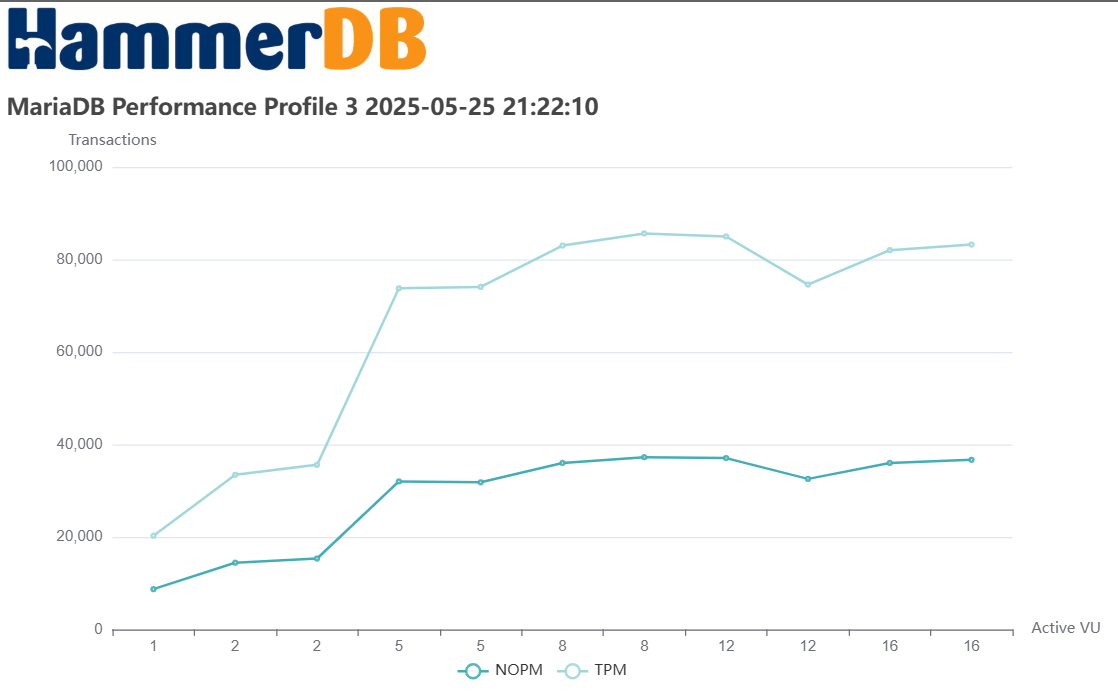 HammerDB
MariaDB Performance Profile 3 2025-05-25 21:22:10
Transactions
100,000
80,000
60,000
40,000
20,000
0
1 2 2 5 5 8 8 12 12 16 16
Active VU
NOPM TPM